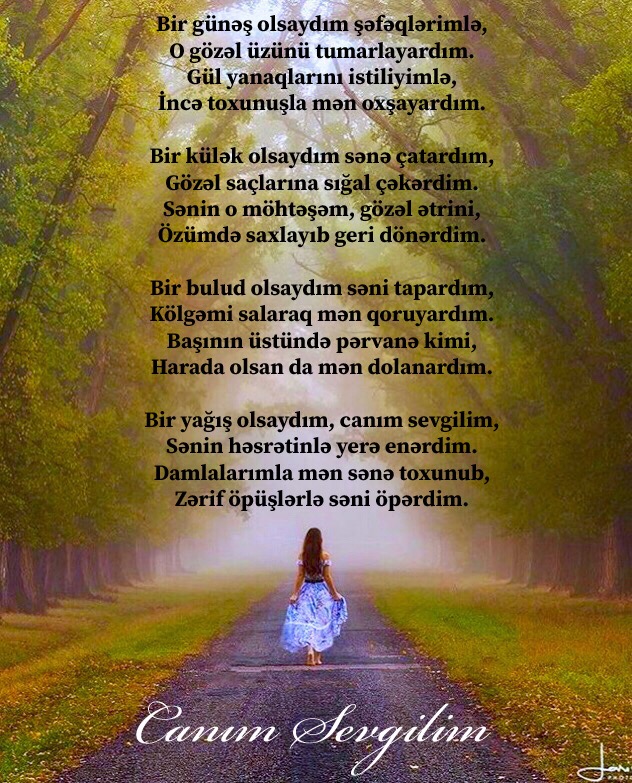 Bir günəş olsaydım şəfəqlərimlə,
O gözəl üzünü tumarlayardım.
Gül yanaqlarını istiliyimlə,
İncə toxunuşla mən oxşayardım.
Bir külək olsaydım sənə çatardım,
Gözəl saçlarına sığal çəkərdim.
Sənin o möhtəşəm, gözəl ətrini,
Özümdə saxlayıb geri dönərdim.
Bir bulud olsaydım səni tapardım,
Kölgəmi salaraq mən qoruyardım.
Başının üstündə pərvanə kimi,
Harada olsan da mən dolanardım.
Bir yağış olsaydım, canım sevgilim,
Sənin həsrətinlə yerə enərdim.
Damlalarımla mən sənə toxunub,
Zərif öpüşlərlə səni öpərdim.
Canım Sevgilim